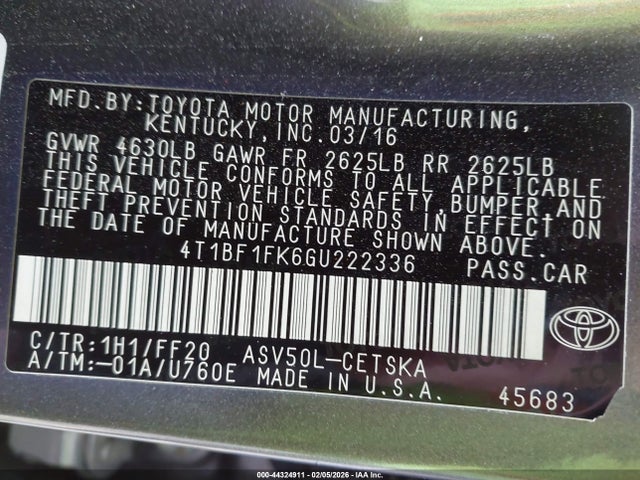 MFD.BY:TOYOTA MOTOR MANUFACTURING,
KENTUCKY, INC. 03/16
GVWR 4630LB GAWR FR 2625LB RR 2625LB
THIS VEHICLE CONFORMS TO ALL APPLICABLE
FEDERAL MOTOR VEHICLE SAFETY, BUMPER, AND
THEFT PREVENTION STANDARDS IN EFFECT ON
THE DATE OF MANUFACTURE SHOWN ABOVE.
4T1BF1FK6GU222336 PASS.CAR
C/TR:1H1/FF20 ASV50L-CETSKA
A/TM:-01A/U760E MADE IN U.S.A.
45683
000-44324911 - 02/05/2026 - IAA Inc.